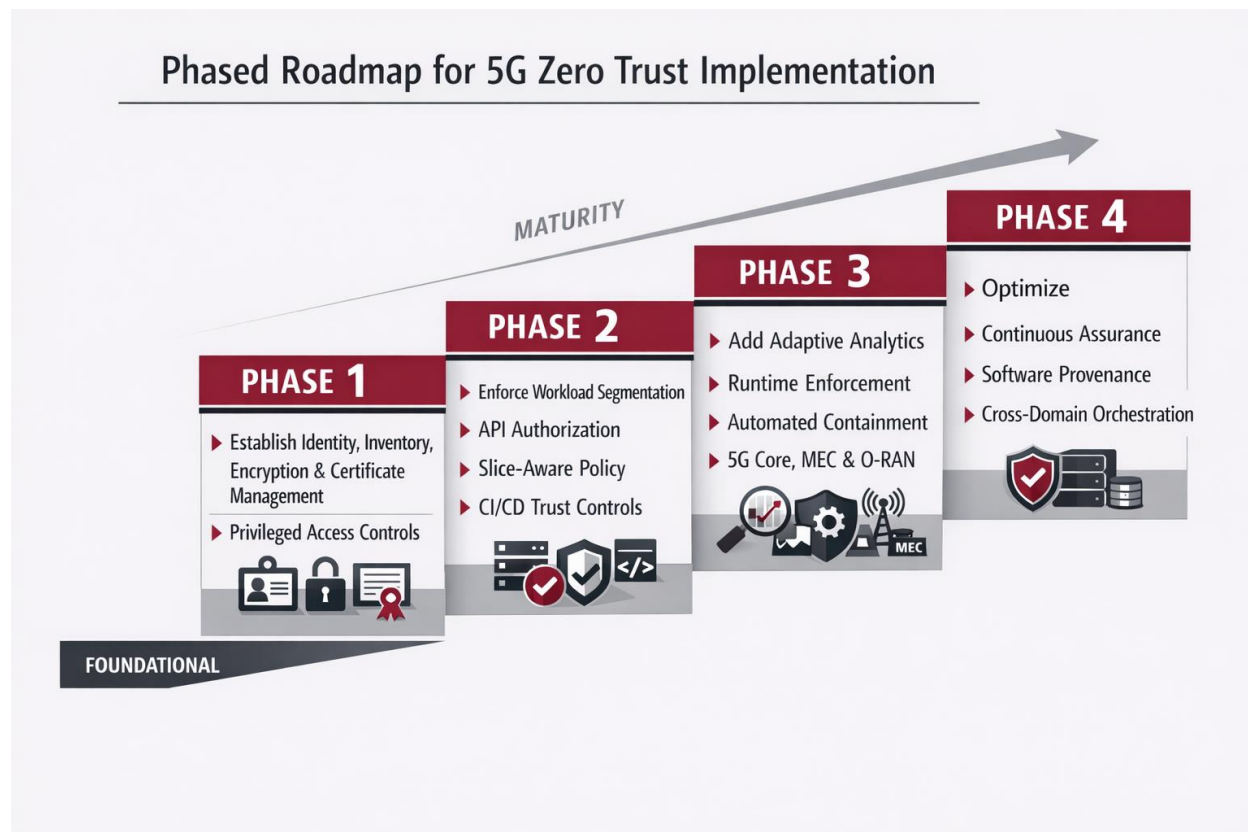 Phased Roadmap for 5G Zero Trust Implementation
MATURITY
PHASE 1
Establish Identity, Inventory,
Encryption & Certificate
Management
Privileged Access Controls
PHASE 2
Enforce Workload Segmentation
API Authorization
Slice-Aware Policy
CI/CD Trust Controls
</>
PHASE 3
Add Adaptive Analytics
Runtime Enforcement
Automated Containment
5G Core, MEC & O-RAN
MEC
PHASE 4
Optimize
Continuous Assurance
Software Provenance
Cross-Domain Orchestration
FOUNDATIONAL